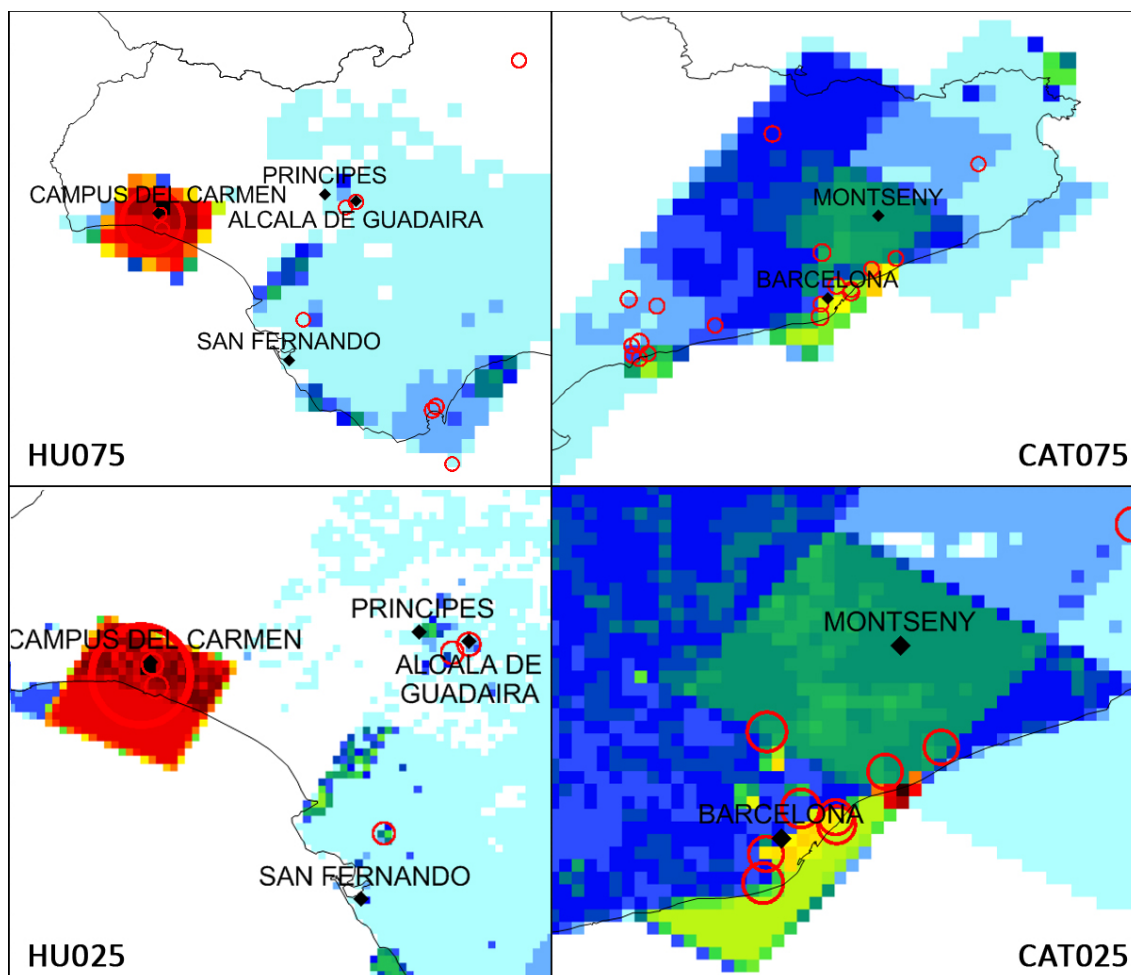 PRINCIPES
CAMPUS DEL CARMEN
ALCALA DE GUADAIRA
SAN FERNANDO
HU075
MONTSENY
BARCELONA
CAT075
PRINCIPES
CAMPUS DEL CARMEN
ALCALA DE
GUADAIRA
SAN FERNANDO
HU025
MONTSENY
BARCELONA
CAT025